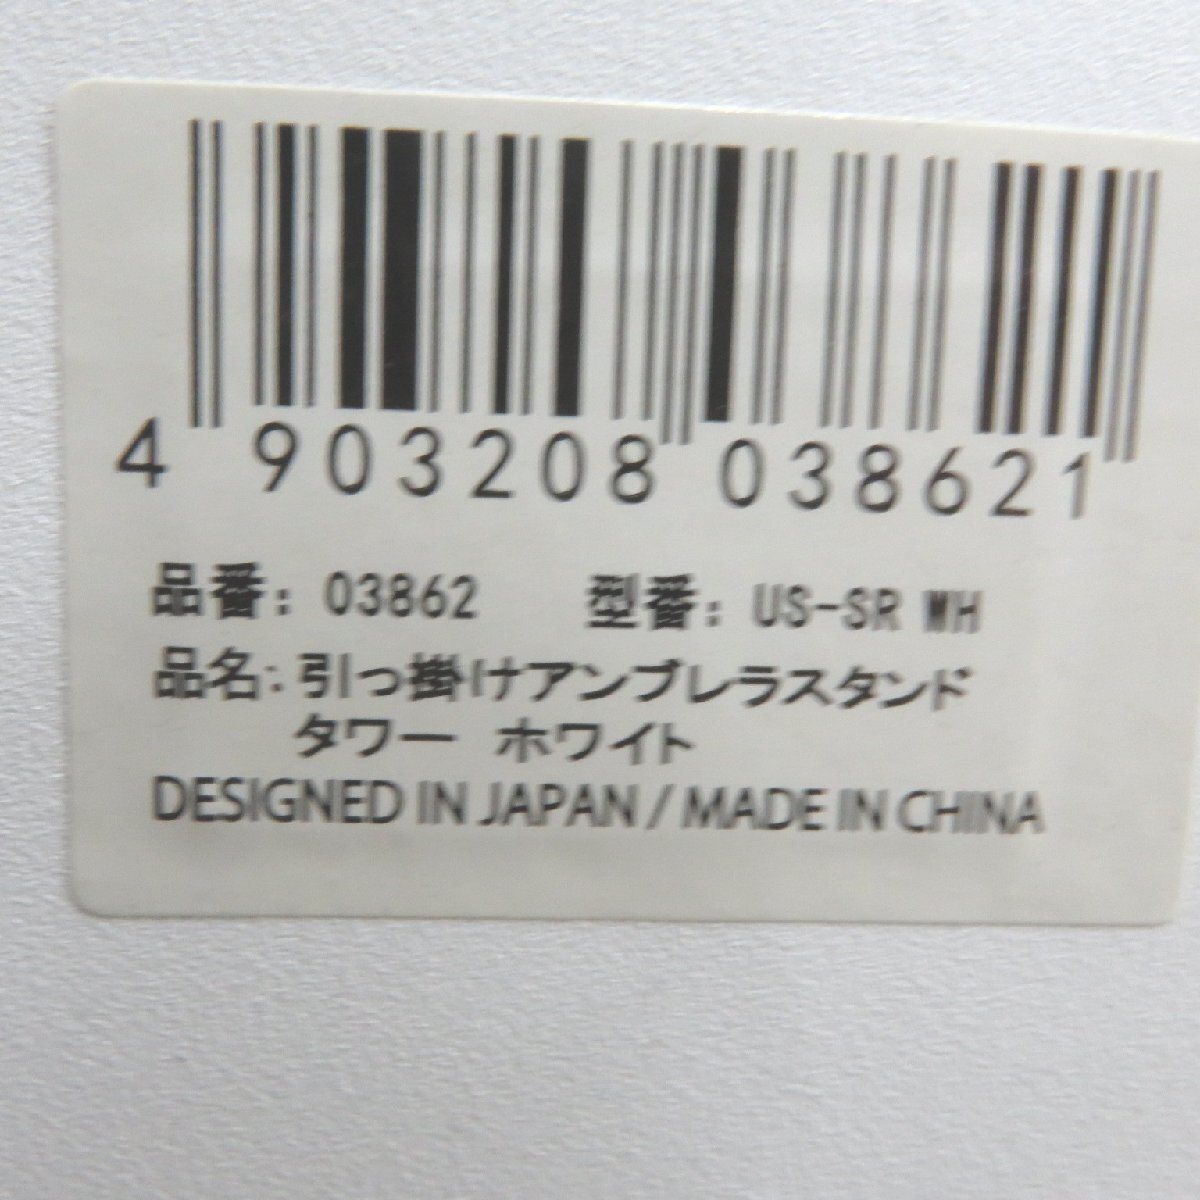 4 903208 038621
品番: 03862 型番: US-SR WH
品名: 引っ掛けアンブレラスタンド
タワー ホワイト
DESIGNED IN JAPAN / MADE IN CHINA